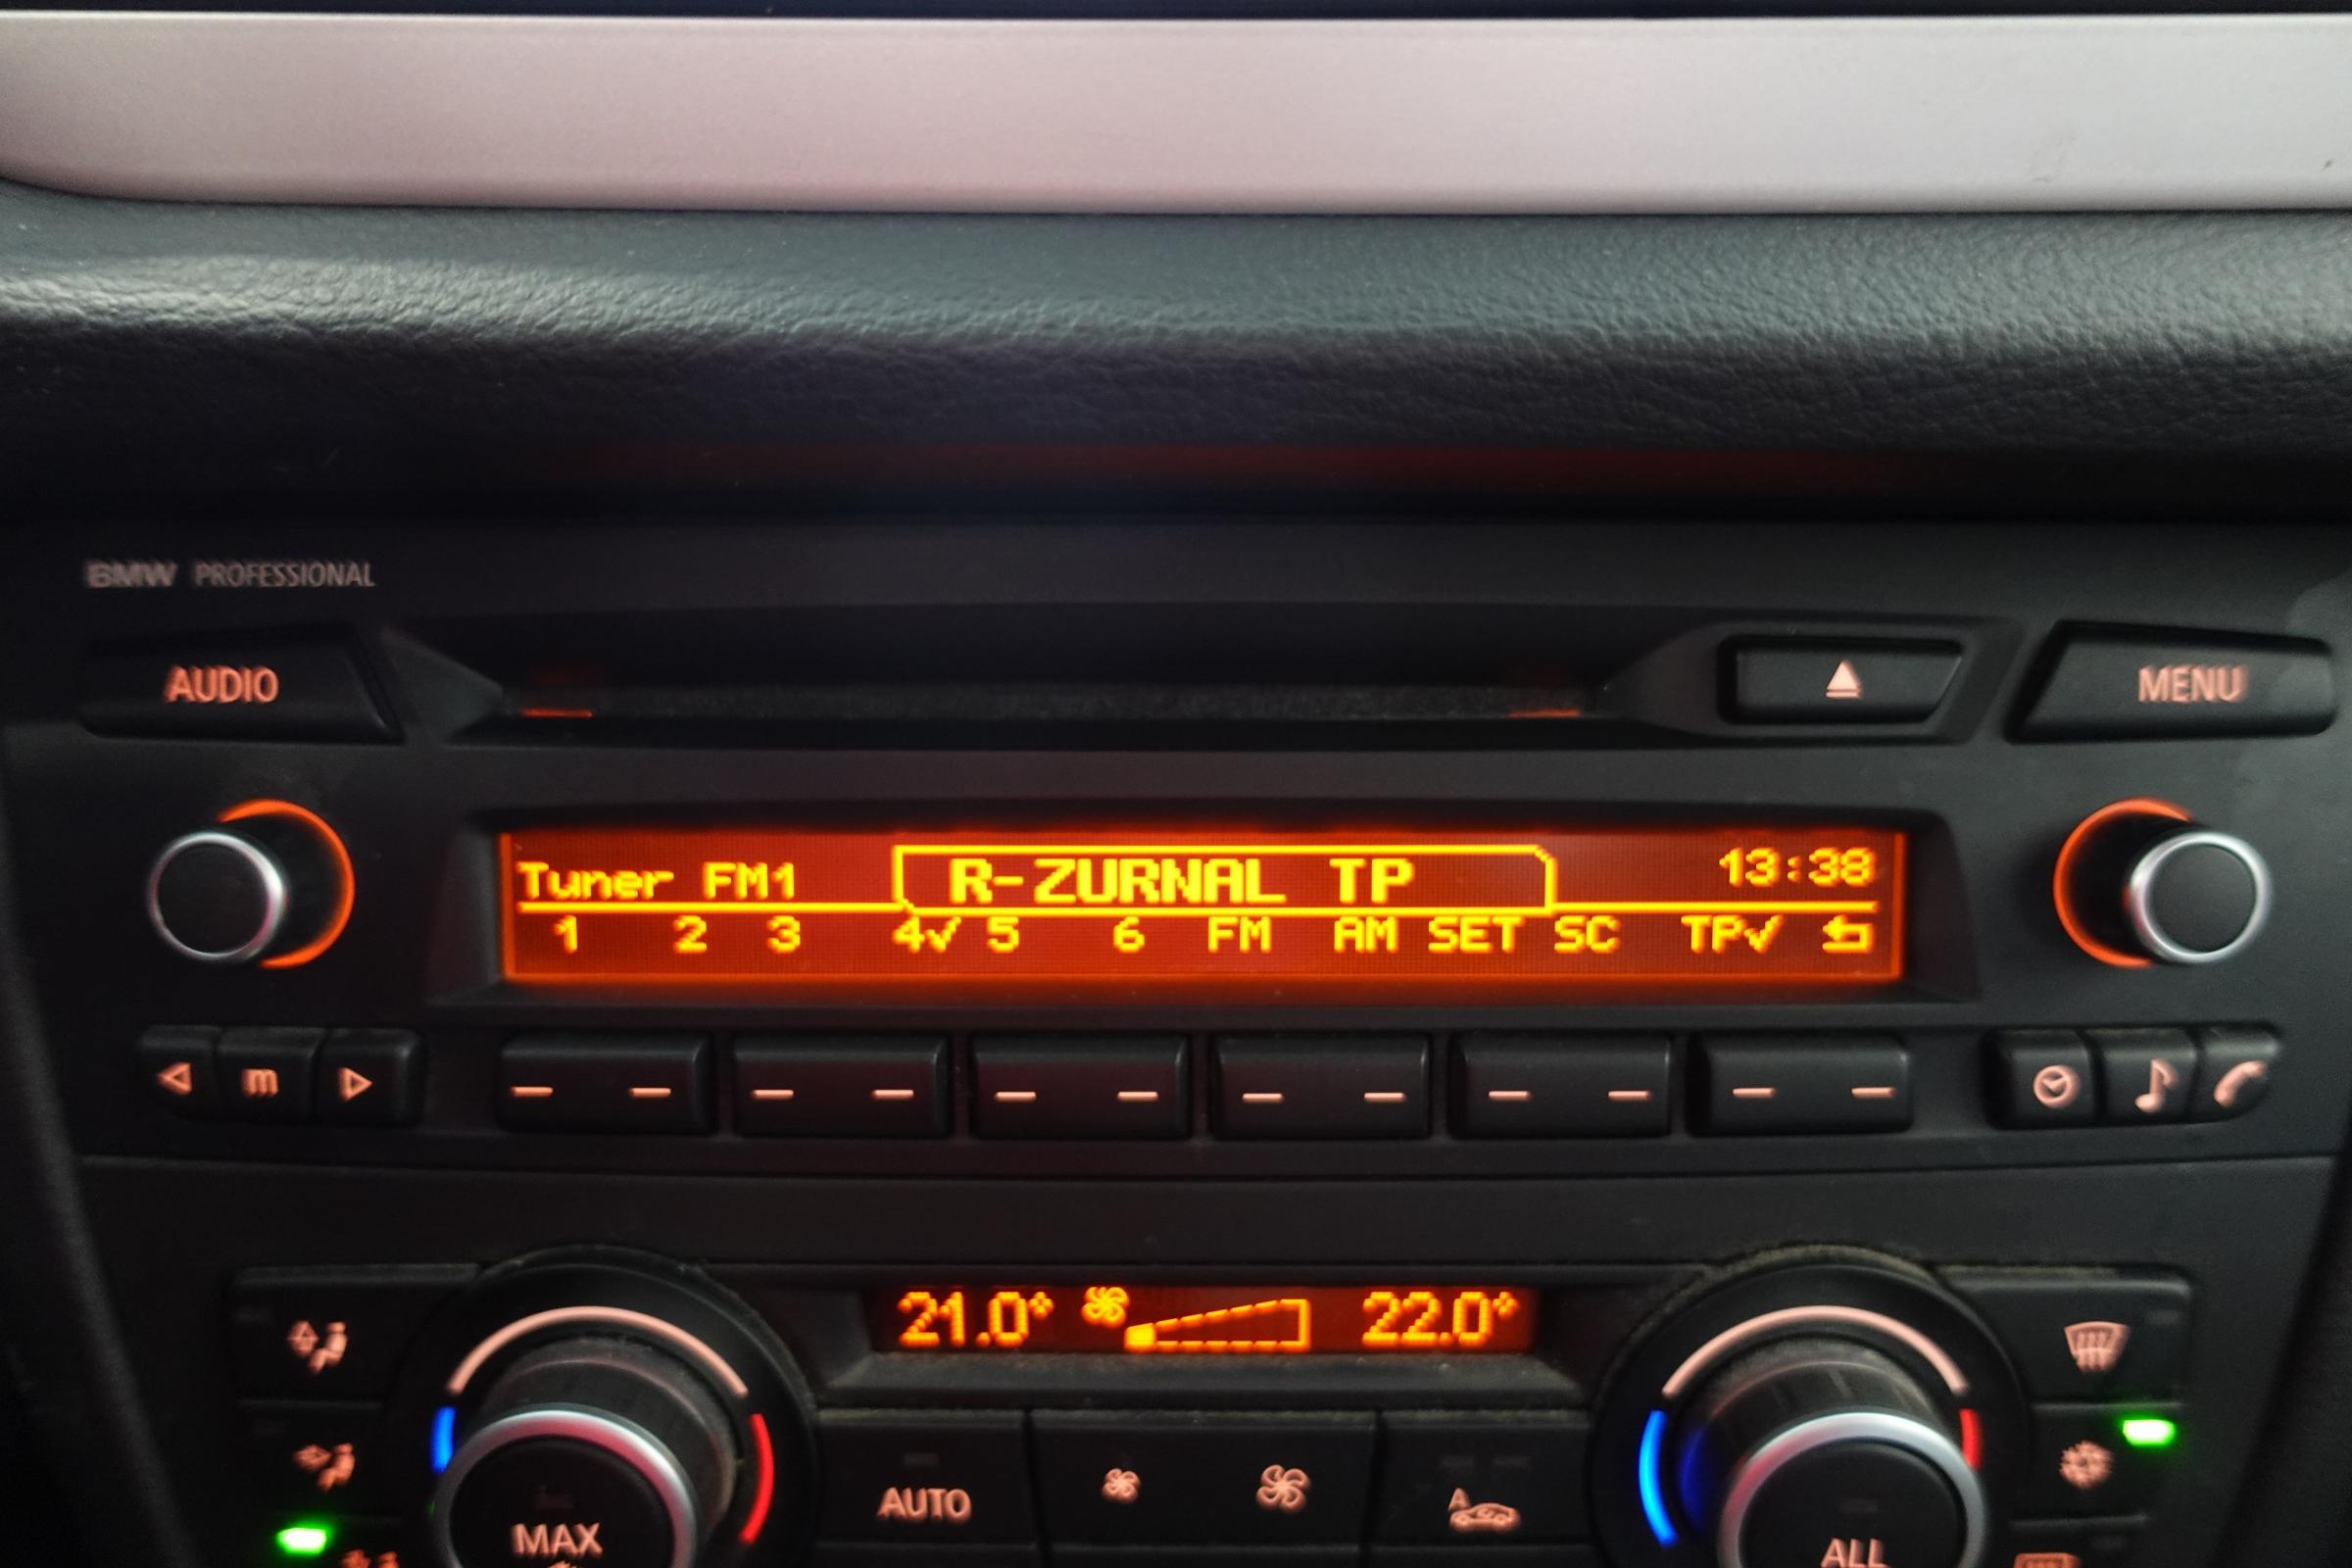 BMW PROFESSIONAL
AUDIO
MENU
Tuner FM1 R-ZURNAL TP 13:38
1 2 3 4✓ 5 6 FM AM SET SC TP✓
m
21.0° 22.0°
AUTO
A
MAX
ALL